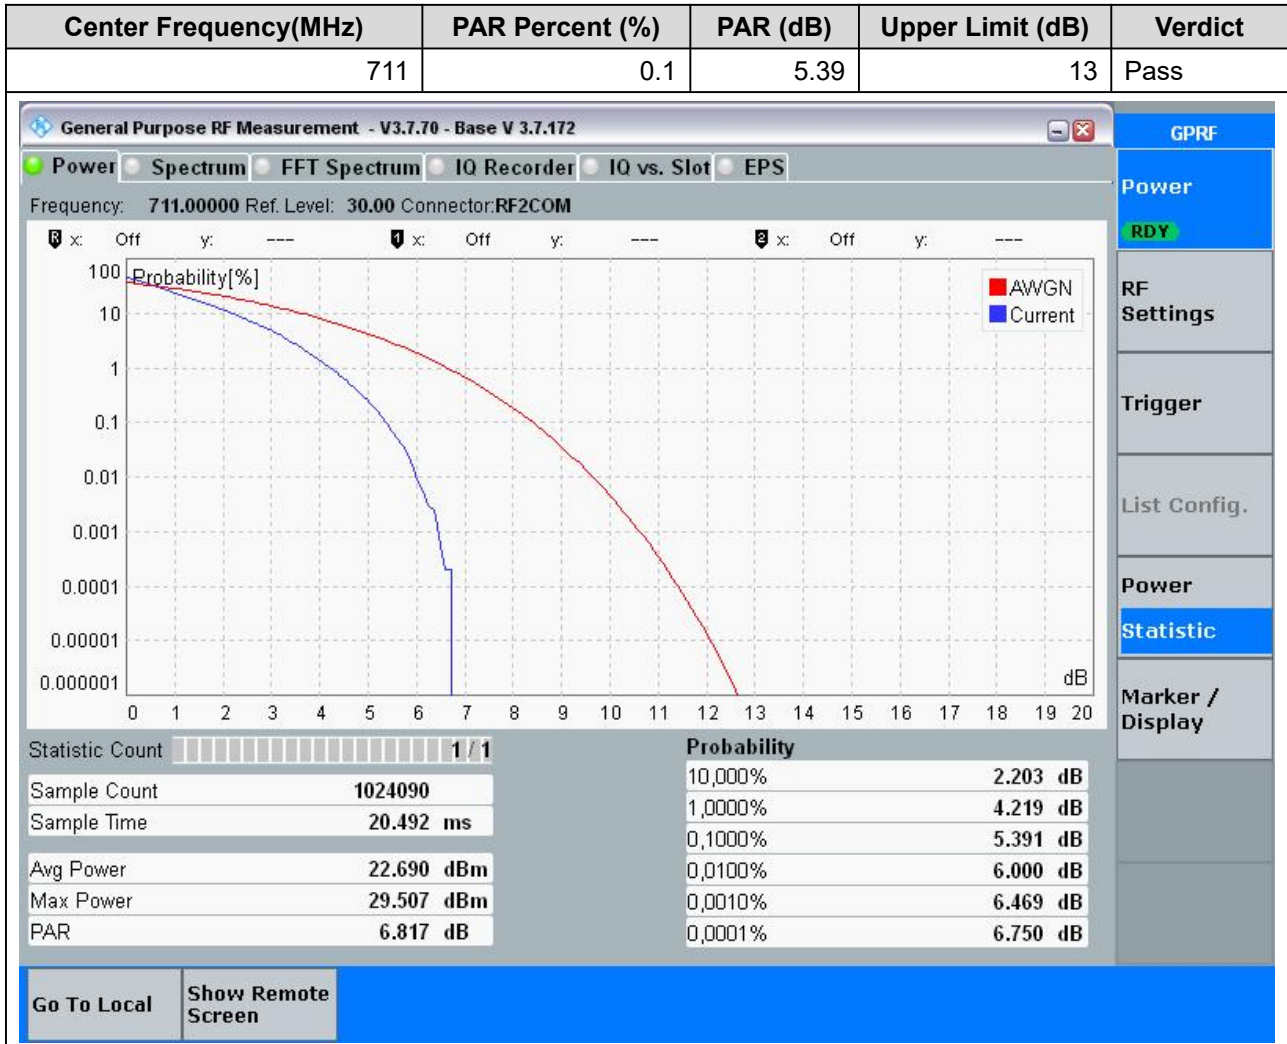 Center Frequency(MHz) PAR Percent (%) PAR (dB) Upper Limit (dB) Verdict
711 0.1 5.39 13 Pass
General Purpose RF Measurement - V3.7.70 - Base V 3.7.172
GPRF
Power Spectrum FFT Spectrum IQ Recorder IQ vs. Slot EPS
Power
RDY
Frequency: 711.00000 Ref. Level: 30.00 Connector:RF2COM
R x: Off y: --- 1 x: Off y: --- 2 x: Off y: ---
Probability[%]
AWGN
Current
100
10
1
0.1
0.01
0.001
0.0001
0.00001
0.000001
dB
0 1 2 3 4 5 6 7 8 9 10 11 12 13 14 15 16 17 18 19 20
RF
Settings
Trigger
List Config.
Power
Statistic
Marker /
Display
Statistic Count 1 / 1
Sample Count 1024090
Sample Time 20.492 ms
Avg Power 22.690 dBm
Max Power 29.507 dBm
PAR 6.817 dB
Probability
10,000% 2.203 dB
1,0000% 4.219 dB
0,1000% 5.391 dB
0,0100% 6.000 dB
0,0010% 6.469 dB
0,0001% 6.750 dB
Go To Local
Show Remote
Screen